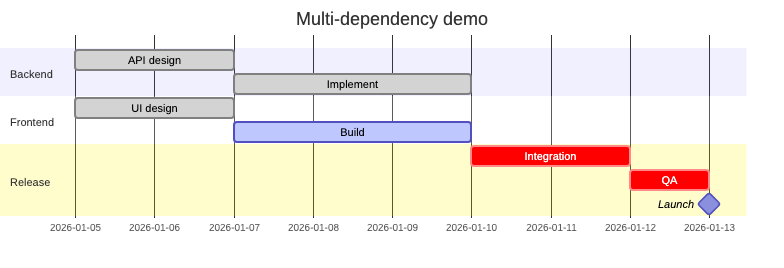 Multi-dependency demo
Backend
API design
Implement
Frontend
UI design
Build
Release
Integration
QA
Launch
2026-01-05 2026-01-06 2026-01-07 2026-01-08 2026-01-09 2026-01-10 2026-01-11 2026-01-12 2026-01-13